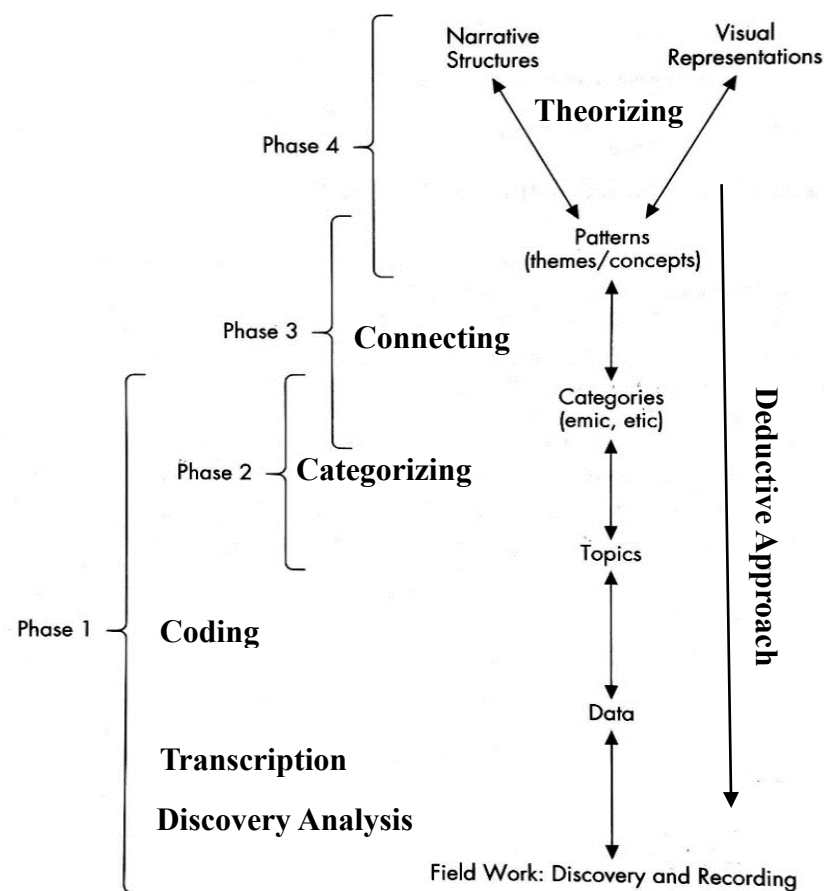 Narrative
Structures
Visual
Representations
Theorizing
Phase 4
Patterns
(themes/concepts)
Phase 3
Connecting
Categories
(emic, etic)
Phase 2
Categorizing
Deductive Approach
Topics
Phase 1
Coding
Data
Transcription
Discovery Analysis
Field Work: Discovery and Recording